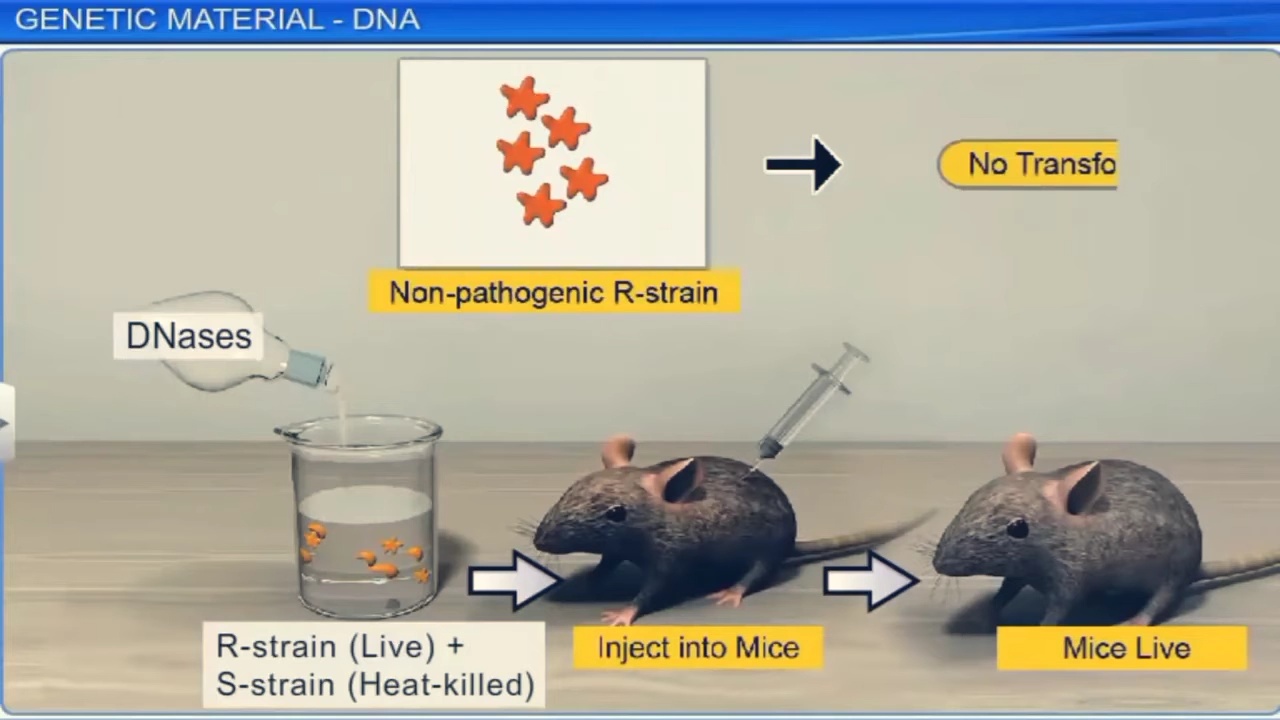 GENETIC MATERIAL - DNA
No Transfo
Non-pathogenic R-strain
DNases
R-strain (Live) +
S-strain (Heat-killed)
Inject into Mice
Mice Live